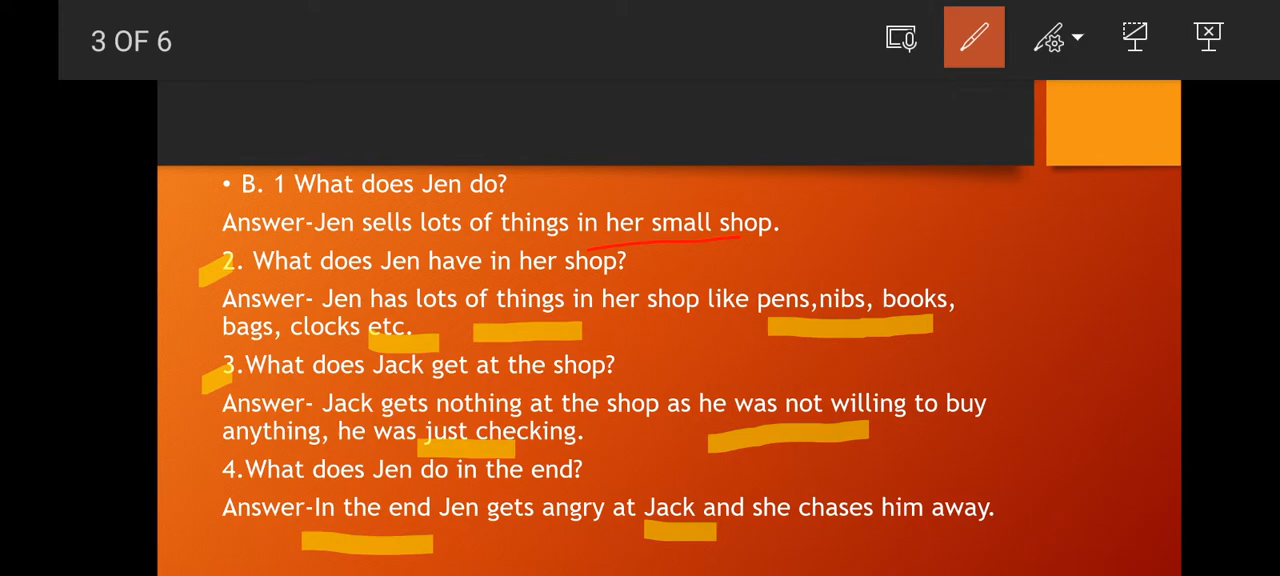 3 OF 6
• B. 1 What does Jen do?
Answer-Jen sells lots of things in her small shop.
2. What does Jen have in her shop?
Answer- Jen has lots of things in her shop like pens,nibs, books,
bags, clocks etc.
3.What does Jack get at the shop?
Answer- Jack gets nothing at the shop as he was not willing to buy
anything, he was just checking.
4.What does Jen do in the end?
Answer-In the end Jen gets angry at Jack and she chases him away.